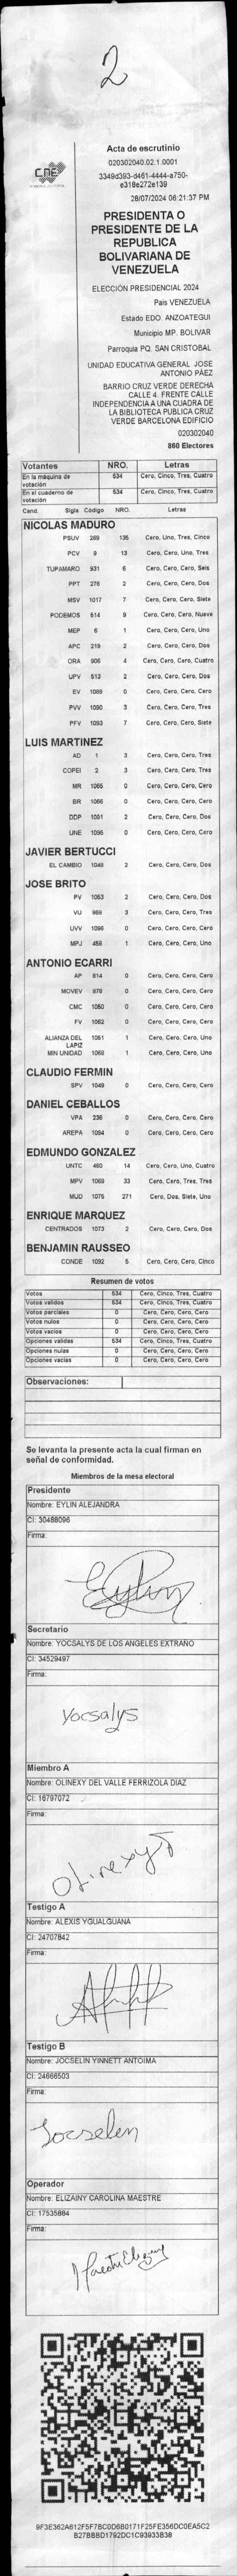 2
CNE
Acta de escrutinio
020302040.02.1.0001
3349d393-d461-4444-a750-
e318e272e139
28/07/2024 06:21:37 PM
PRESIDENTA O
PRESIDENTE DE LA
REPUBLICA
BOLIVARIANA DE
VENEZUELA
ELECCIÓN PRESIDENCIAL 2024
Pais VENEZUELA
Estado EDO. ANZOATEGUI
Municipio MP. BOLIVAR
Parroquia PQ. SAN CRISTOBAL
UNIDAD EDUCATIVA GENERAL JOSE
ANTONIO PAEZ
BARRIO CRUZ VERDE DERECHA
CALLE 4. FRENTE CALLE
INDEPENDENCIA A UNA CUADRA DE
LA BIBLIOTECA PUBLICA CRUZ
VERDE BARCELONA EDIFICIO
020302040
860 Electores
Votantes NRO. Letras
En la máquina de votación 534 Cero, Cinco, Tres, Cuatro
En el cuaderno de votación 534 Cero, Cinco, Tres, Cuatro
Cand. Sigla Código NRO. Letras
NICOLAS MADURO
PSUV 269 135 Cero, Uno, Tres, Cinco
PCV 9 13 Cero, Cero, Uno, Tres
TUPAMARO 931 6 Cero, Cero, Cero, Seis
PPT 276 2 Cero, Cero, Cero, Dos
MSV 1017 7 Cero, Cero, Cero, Siete
PODEMOS 514 9 Cero, Cero, Cero, Nueve
MEP 6 1 Cero, Cero, Cero, Uno
APC 219 2 Cero, Cero, Cero, Dos
ORA 906 4 Cero, Cero, Cero, Cuatro
UPV 513 2 Cero, Cero, Cero, Dos
EV 1089 0 Cero, Cero, Cero, Cero
PVV 1090 3 Cero, Cero, Cero, Tres
PFV 1093 7 Cero, Cero, Cero, Siete
LUIS MARTINEZ
AD 1 3 Cero, Cero, Cero, Tres
COPEI 2 3 Cero, Cero, Cero, Tres
MR 1065 0 Cero, Cero, Cero, Cero
BR 1066 0 Cero, Cero, Cero, Cero
DDP 1091 2 Cero, Cero, Cero, Dos
UNE 1095 0 Cero, Cero, Cero, Cero
JAVIER BERTUCCI
EL CAMBIO 1048 2 Cero, Cero, Cero, Dos
JOSE BRITO
PV 1053 2 Cero, Cero, Cero, Dos
VU 989 3 Cero, Cero, Cero, Tres
UVV 1096 0 Cero, Cero, Cero, Cero
MPJ 459 1 Cero, Cero, Cero, Uno
ANTONIO ECARRI
AP 814 0 Cero, Cero, Cero, Cero
MOVEV 978 0 Cero, Cero, Cero, Cero
CMC 1050 0 Cero, Cero, Cero, Cero
FV 1052 0 Cero, Cero, Cero, Cero
ALIANZA DEL LAPIZ 1051 1 Cero, Cero, Cero, Uno
MIN UNIDAD 1068 1 Cero, Cero, Cero, Uno
CLAUDIO FERMIN
SPV 1049 0 Cero, Cero, Cero, Cero
DANIEL CEBALLOS
VPA 236 0 Cero, Cero, Cero, Cero
AREPA 1094 0 Cero, Cero, Cero, Cero
EDMUNDO GONZALEZ
UNTC 460 14 Cero, Cero, Uno, Cuatro
MPV 1069 33 Cero, Cero, Tres, Tres
MUD 1075 271 Cero, Dos, Siete, Uno
ENRIQUE MARQUEZ
CENTRADOS 1073 2 Cero, Cero, Cero, Dos
BENJAMIN RAUSSEO
CONDE 1092 5 Cero, Cero, Cero, Cinco
Resumen de votos
Votos 534 Cero, Cinco, Tres, Cuatro
Votos validos 534 Cero, Cinco, Tres, Cuatro
Votos parciales 0 Cero, Cero, Cero, Cero
Votos nulos 0 Cero, Cero, Cero, Cero
Votos vacios 0 Cero, Cero, Cero, Cero
Opciones validas 534 Cero, Cinco, Tres, Cuatro
Opciones nulas 0 Cero, Cero, Cero, Cero
Opciones vacias 0 Cero, Cero, Cero, Cero
Observaciones:
Se levanta la presente acta la cual firman en
señal de conformidad.
Miembros de la mesa electoral
Presidente
Nombre: EYLIN ALEJANDRA
CI: 30488096
Firma:
Eylin
Secretario
Nombre: YOCSALYS DE LOS ANGELES EXTRAÑO
CI: 34529497
Firma:
Yocsalys
Miembro A
Nombre: OLINEXY DEL VALLE FERRIZOLA DIAZ
CI: 16797072
Firma:
Olinexy
Testigo A
Nombre: ALEXIS YGUALGUANA
CI: 24707842
Firma:
Testigo B
Nombre: JOCSELIN YINNETT ANTOIMA
CI: 24666503
Firma:
Jocselen
Operador
Nombre: ELIZAINY CAROLINA MAESTRE
CI: 17535884
Firma:
9F3E362A612F5F7BC0D6B0171F25FE356DC0EA5C2
B27BBBD1792DC1C93933B38